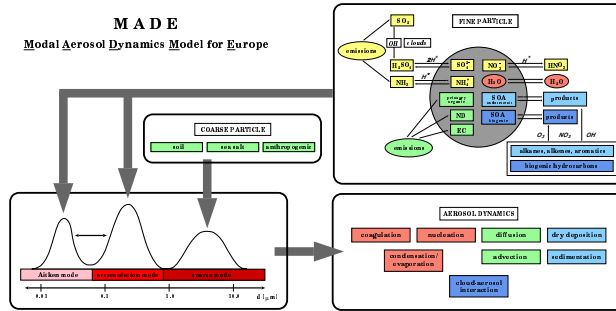 MADE
Modal Aerosol Dynamics Model for Europe
FINE PARTICLE
SO₂
emissions
OH
clouds
H₂SO₄
2H⁺
SO₄²⁻
NO₃⁻
H⁺
HNO₃
NH₃
H⁺
NH₄⁺
H₂O
H₂O
primary organic
SOA
anthropogenic
products
ND
SOA
biogenic
products
EC
emissions
O₃
NO₃
OH
alkanes, alkenes, aromatics
biogenic hydrocarbons
COARSE PARTICLE
soil
sea salt
anthropogenic
Aitken mode
accumulation mode
coarse mode
0.01
0.1
1.0
10.0
d [μm]
AEROSOL DYNAMICS
coagulation
nucleation
diffusion
dry deposition
condensation/
evaporation
advection
sedimentation
cloud-aerosol
interaction